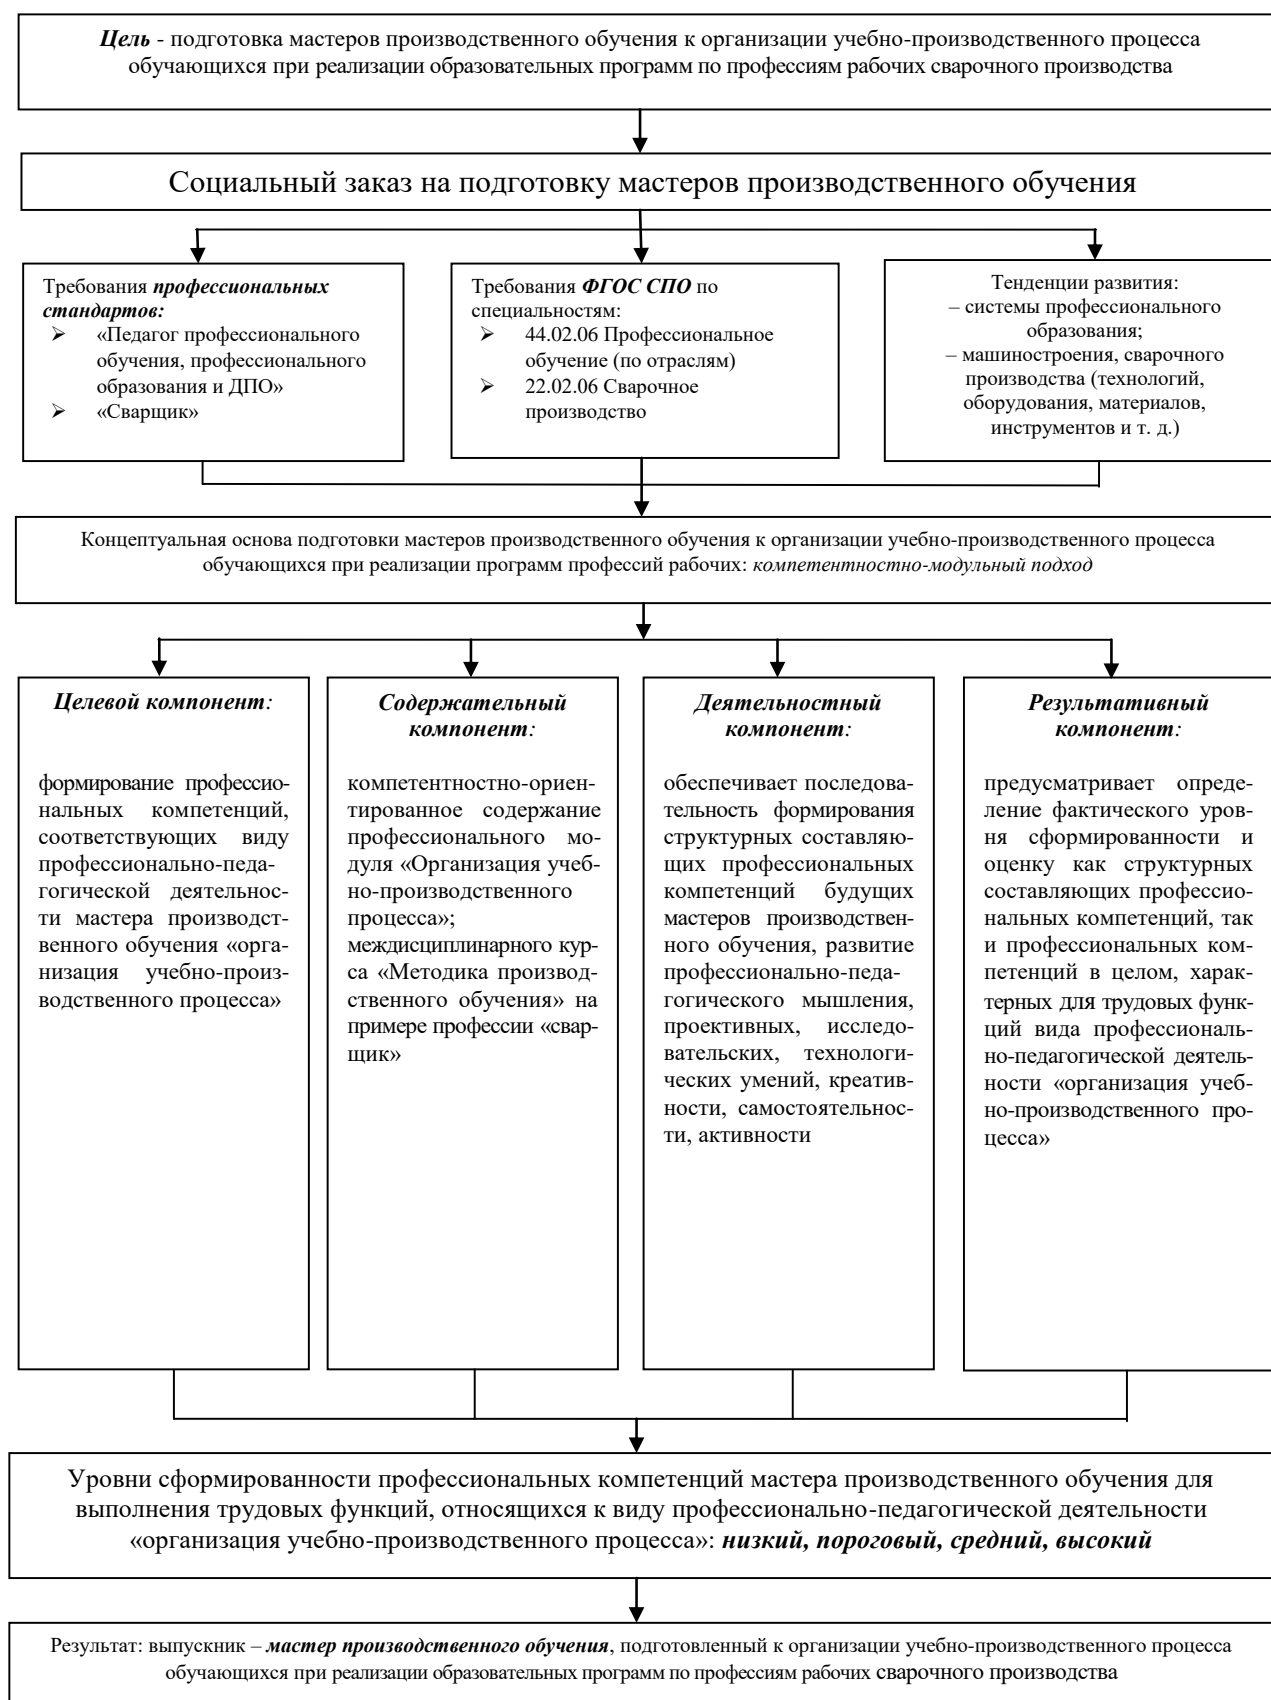 Цель - подготовка мастеров производственного обучения к организации учебно-производственного процесса
обучающихся при реализации образовательных программ по профессиям рабочих сварочного производства
Социальный заказ на подготовку мастеров производственного обучения
Требования профессиональных
стандартов:
➢ «Педагог профессионального
обучения, профессионального
образования и ДПО»
➢ «Сварщик»
Требования ФГОС СПО по
специальностям:
➢ 44.02.06 Профессиональное
обучение (по отраслям)
➢ 22.02.06 Сварочное
производство
Тенденции развития:
– системы профессионального
образования;
– машиностроения, сварочного
производства (технологий,
оборудования, материалов,
инструментов и т. д.)
Концептуальная основа подготовки мастеров производственного обучения к организации учебно-производственного процесса
обучающихся при реализации программ профессий рабочих: компетентностно-модульный подход
Целевой компонент:
формирование профессио-
нальных компетенций,
соответствующих виду
профессионально-педа-
гогической деятельнос-
ти мастера производст-
венного обучения «орга-
низация учебно-произ-
водственного процесса»
Содержательный
компонент:
компетентностно-ориен-
тированное содержание
профессионального мо-
дуля «Организация учеб-
но-производственного
процесса»;
междисциплинарного кур-
са «Методика производ-
ственного обучения» на
примере профессии «свар-
щик»
Деятельностный
компонент:
обеспечивает последова-
тельность формирования
структурных составляю-
щих профессиональных
компетенций будущих
мастеров производствен-
ного обучения, развитие
профессионально-педа-
гогического мышления,
проективных, исследо-
вательских, технологи-
ческих умений, креатив-
ности, самостоятельнос-
ти, активности
Результативный
компонент:
предусматривает опреде-
ление фактического уров-
ня сформированности и
оценку как структурных
составляющих профессио-
нальных компетенций, так
и профессиональных ком-
петенций в целом, харак-
терных для трудовых функ-
ций вида профессиональ-
но-педагогической деятель-
ности «организация учеб-
но-производственного про-
цесса»
Уровни сформированности профессиональных компетенций мастера производственного обучения для
выполнения трудовых функций, относящихся к виду профессионально-педагогической деятельности
«организация учебно-производственного процесса»: низкий, пороговый, средний, высокий
Результат: выпускник – мастер производственного обучения, подготовленный к организации учебно-производственного процесса
обучающихся при реализации образовательных программ по профессиям рабочих сварочного производства